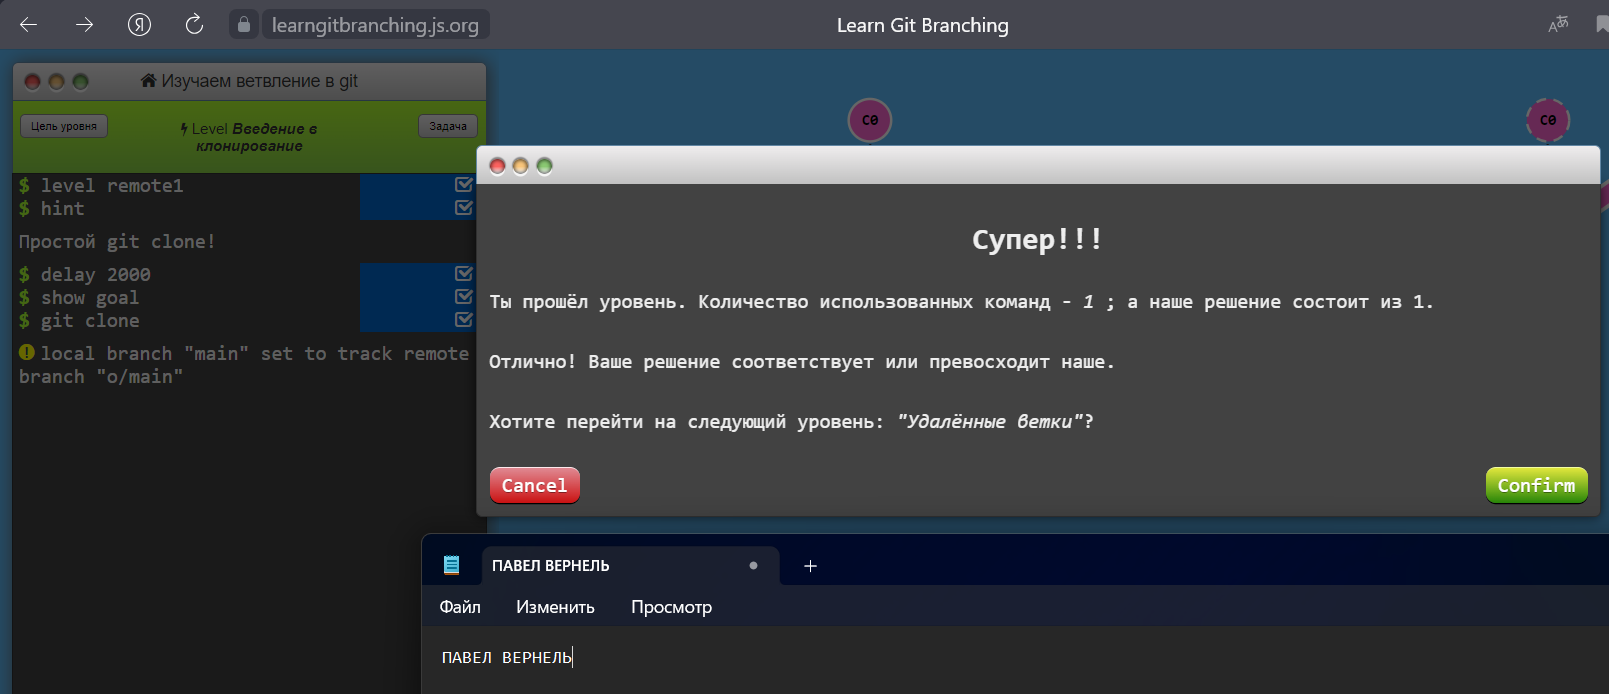 learngitbranching.js.org
Learn Git Branching
Изучаем ветвление в git
Цель уровня
Level Введение в
клонирование
Задача
C0
C0
$ level remote1
$ hint
Простой git clone!
$ delay 2000
$ show goal
$ git clone
local branch "main" set to track remote
branch "o/main"
Супер!!!
Ты прошёл уровень. Количество использованных команд - 1 ; а наше решение состоит из 1.
Отлично! Ваше решение соответствует или превосходит наше.
Хотите перейти на следующий уровень: "Удалённые ветки"?
Cancel
Confirm
ПАВЕЛ ВЕРНЕЛЬ
Файл Изменить Просмотр
ПАВЕЛ ВЕРНЕЛЬ